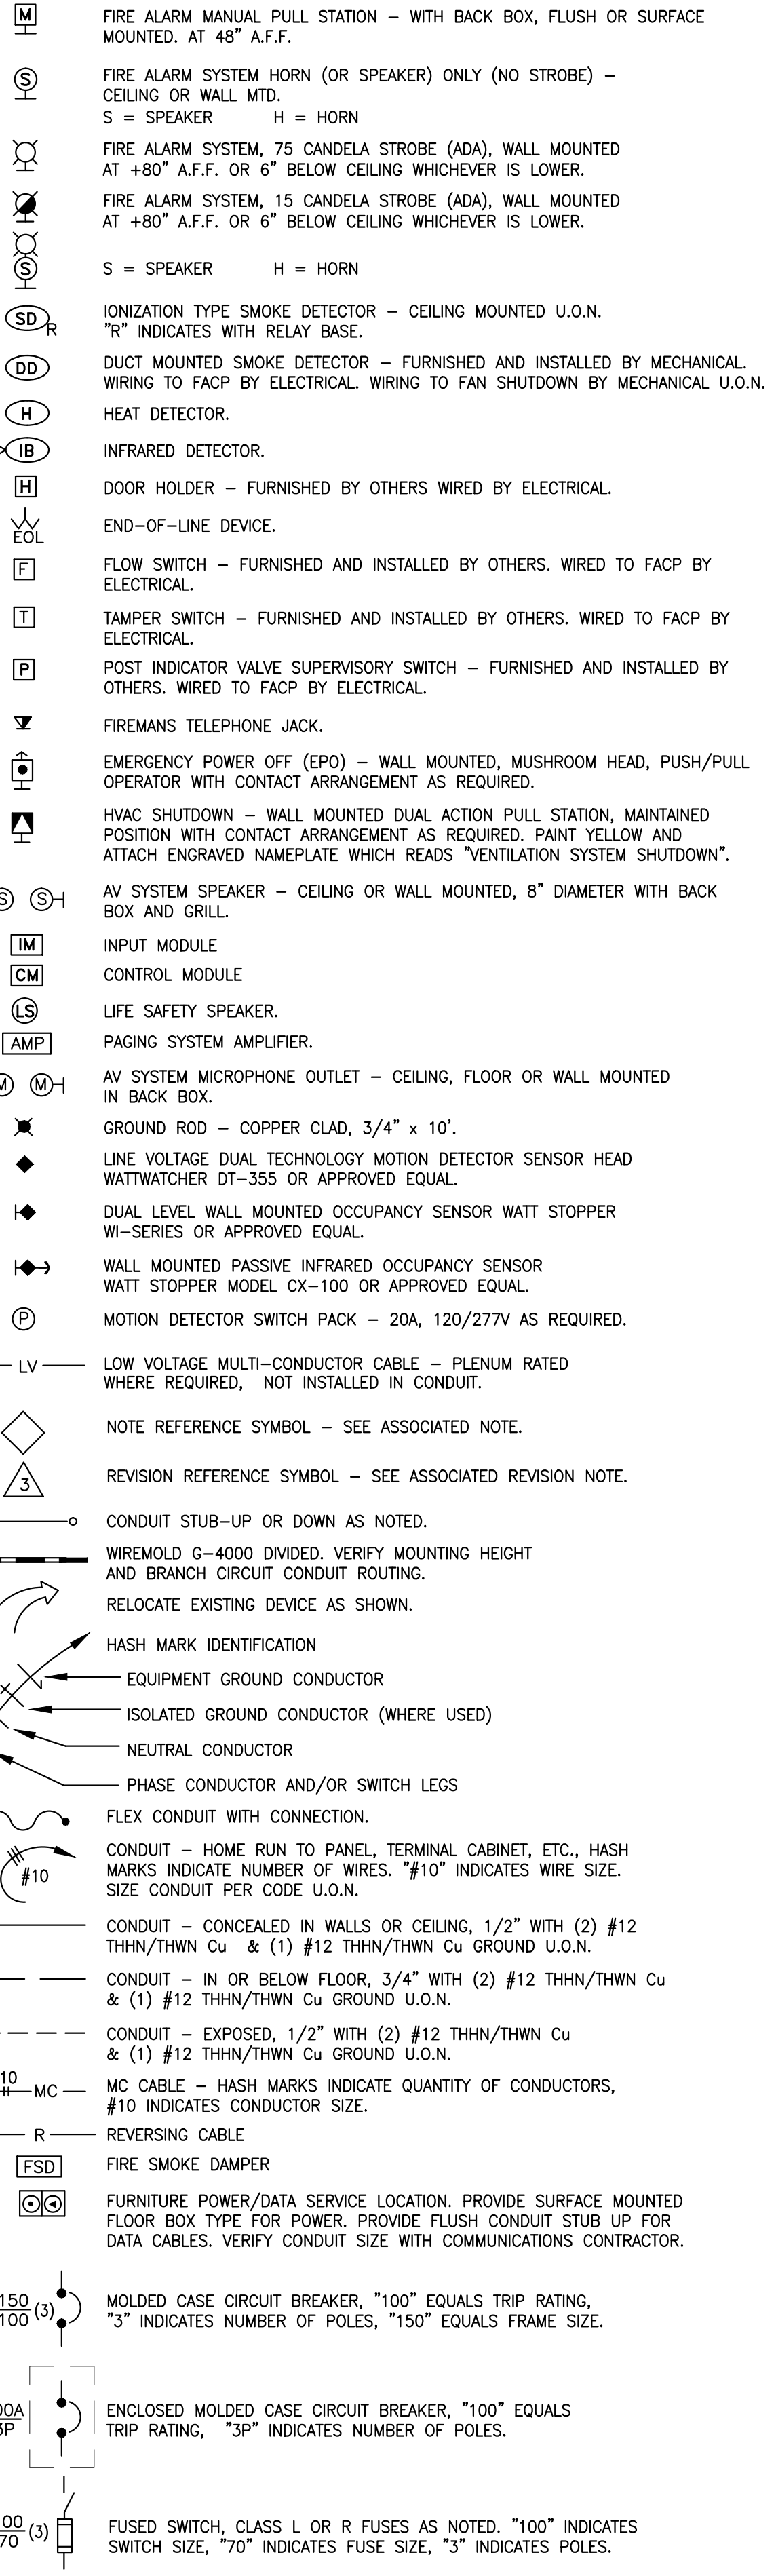 M FIRE ALARM MANUAL PULL STATION – WITH BACK BOX, FLUSH OR SURFACE
MOUNTED. AT 48" A.F.F.
S FIRE ALARM SYSTEM HORN (OR SPEAKER) ONLY (NO STROBE) –
CEILING OR WALL MTD.
S = SPEAKER H = HORN
FIRE ALARM SYSTEM, 75 CANDELA STROBE (ADA), WALL MOUNTED
AT +80" A.F.F. OR 6" BELOW CEILING WHICHEVER IS LOWER.
FIRE ALARM SYSTEM, 15 CANDELA STROBE (ADA), WALL MOUNTED
AT +80" A.F.F. OR 6" BELOW CEILING WHICHEVER IS LOWER.
S S = SPEAKER H = HORN
SD R IONIZATION TYPE SMOKE DETECTOR – CEILING MOUNTED U.O.N.
"R" INDICATES WITH RELAY BASE.
DD DUCT MOUNTED SMOKE DETECTOR – FURNISHED AND INSTALLED BY MECHANICAL.
WIRING TO FACP BY ELECTRICAL. WIRING TO FAN SHUTDOWN BY MECHANICAL U.O.N.
H HEAT DETECTOR.
IB INFRARED DETECTOR.
H DOOR HOLDER – FURNISHED BY OTHERS WIRED BY ELECTRICAL.
EOL END–OF–LINE DEVICE.
F FLOW SWITCH – FURNISHED AND INSTALLED BY OTHERS. WIRED TO FACP BY
ELECTRICAL.
T TAMPER SWITCH – FURNISHED AND INSTALLED BY OTHERS. WIRED TO FACP BY
ELECTRICAL.
P POST INDICATOR VALVE SUPERVISORY SWITCH – FURNISHED AND INSTALLED BY
OTHERS. WIRED TO FACP BY ELECTRICAL.
FIREMANS TELEPHONE JACK.
EMERGENCY POWER OFF (EPO) – WALL MOUNTED, MUSHROOM HEAD, PUSH/PULL
OPERATOR WITH CONTACT ARRANGEMENT AS REQUIRED.
HVAC SHUTDOWN – WALL MOUNTED DUAL ACTION PULL STATION, MAINTAINED
POSITION WITH CONTACT ARRANGEMENT AS REQUIRED. PAINT YELLOW AND
ATTACH ENGRAVED NAMEPLATE WHICH READS "VENTILATION SYSTEM SHUTDOWN".
S S AV SYSTEM SPEAKER – CEILING OR WALL MOUNTED, 8" DIAMETER WITH BACK
BOX AND GRILL.
IM INPUT MODULE
CM CONTROL MODULE
LS LIFE SAFETY SPEAKER.
AMP PAGING SYSTEM AMPLIFIER.
M M AV SYSTEM MICROPHONE OUTLET – CEILING, FLOOR OR WALL MOUNTED
IN BACK BOX.
GROUND ROD – COPPER CLAD, 3/4" x 10'.
LINE VOLTAGE DUAL TECHNOLOGY MOTION DETECTOR SENSOR HEAD
WATTWATCHER DT–355 OR APPROVED EQUAL.
DUAL LEVEL WALL MOUNTED OCCUPANCY SENSOR WATT STOPPER
WI–SERIES OR APPROVED EQUAL.
WALL MOUNTED PASSIVE INFRARED OCCUPANCY SENSOR
WATT STOPPER MODEL CX–100 OR APPROVED EQUAL.
P MOTION DETECTOR SWITCH PACK – 20A, 120/277V AS REQUIRED.
LV LOW VOLTAGE MULTI–CONDUCTOR CABLE – PLENUM RATED
WHERE REQUIRED, NOT INSTALLED IN CONDUIT.
NOTE REFERENCE SYMBOL – SEE ASSOCIATED NOTE.
3 REVISION REFERENCE SYMBOL – SEE ASSOCIATED REVISION NOTE.
CONDUIT STUB–UP OR DOWN AS NOTED.
WIREMOLD G–4000 DIVIDED. VERIFY MOUNTING HEIGHT
AND BRANCH CIRCUIT CONDUIT ROUTING.
RELOCATE EXISTING DEVICE AS SHOWN.
HASH MARK IDENTIFICATION
EQUIPMENT GROUND CONDUCTOR
ISOLATED GROUND CONDUCTOR (WHERE USED)
NEUTRAL CONDUCTOR
PHASE CONDUCTOR AND/OR SWITCH LEGS
FLEX CONDUIT WITH CONNECTION.
CONDUIT – HOME RUN TO PANEL, TERMINAL CABINET, ETC., HASH
#10 MARKS INDICATE NUMBER OF WIRES. "#10" INDICATES WIRE SIZE.
SIZE CONDUIT PER CODE U.O.N.
CONDUIT – CONCEALED IN WALLS OR CEILING, 1/2" WITH (2) #12
THHN/THWN Cu & (1) #12 THHN/THWN Cu GROUND U.O.N.
CONDUIT – IN OR BELOW FLOOR, 3/4" WITH (2) #12 THHN/THWN Cu
& (1) #12 THHN/THWN Cu GROUND U.O.N.
CONDUIT – EXPOSED, 1/2" WITH (2) #12 THHN/THWN Cu
& (1) #12 THHN/THWN Cu GROUND U.O.N.
10 MC MC CABLE – HASH MARKS INDICATE QUANTITY OF CONDUCTORS,
#10 INDICATES CONDUCTOR SIZE.
R REVERSING CABLE
FSD FIRE SMOKE DAMPER
FURNITURE POWER/DATA SERVICE LOCATION. PROVIDE SURFACE MOUNTED
FLOOR BOX TYPE FOR POWER. PROVIDE FLUSH CONDUIT STUB UP FOR
DATA CABLES. VERIFY CONDUIT SIZE WITH COMMUNICATIONS CONTRACTOR.
150 (3) MOLDED CASE CIRCUIT BREAKER, "100" EQUALS TRIP RATING,
100 "3" INDICATES NUMBER OF POLES, "150" EQUALS FRAME SIZE.
00A ENCLOSED MOLDED CASE CIRCUIT BREAKER, "100" EQUALS
3P TRIP RATING, "3P" INDICATES NUMBER OF POLES.
00 (3) FUSED SWITCH, CLASS L OR R FUSES AS NOTED. "100" INDICATES
70 SWITCH SIZE, "70" INDICATES FUSE SIZE, "3" INDICATES POLES.